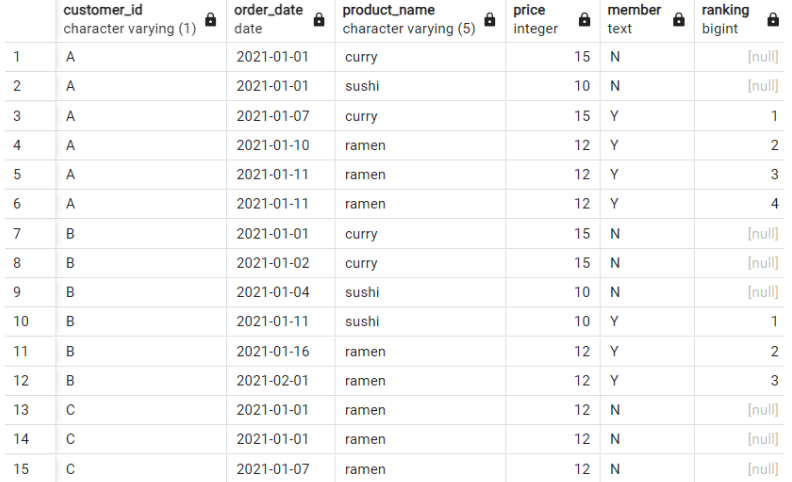 customer_id order_date product_name price member ranking
character varying (1) date character varying (5) integer text bigint
1 A 2021-01-01 curry 15 N [null]
2 A 2021-01-01 sushi 10 N [null]
3 A 2021-01-07 curry 15 Y 1
4 A 2021-01-10 ramen 12 Y 2
5 A 2021-01-11 ramen 12 Y 3
6 A 2021-01-11 ramen 12 Y 4
7 B 2021-01-01 curry 15 N [null]
8 B 2021-01-02 curry 15 N [null]
9 B 2021-01-04 sushi 10 N [null]
10 B 2021-01-11 sushi 10 Y 1
11 B 2021-01-16 ramen 12 Y 2
12 B 2021-02-01 ramen 12 Y 3
13 C 2021-01-01 ramen 12 N [null]
14 C 2021-01-01 ramen 12 N [null]
15 C 2021-01-07 ramen 12 N [null]